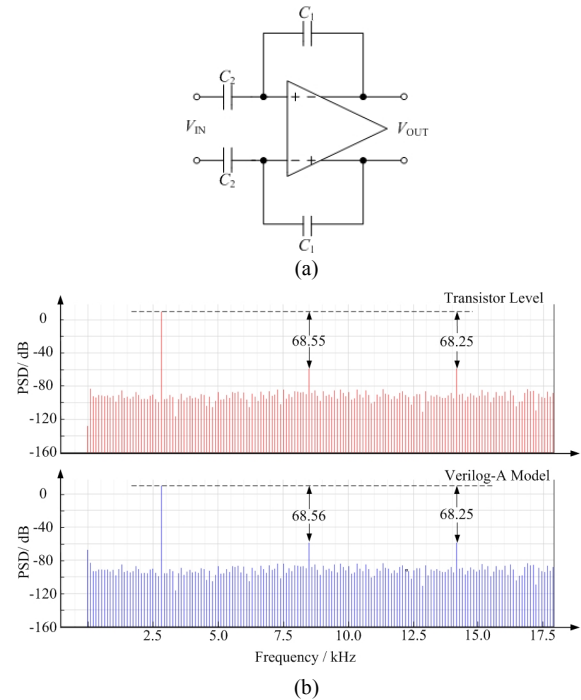 C1
C2
+ −
VIN
VOUT
− +
C2
C1
(a)
Transistor Level
PSD/ dB
0
-40
-80
-120
-160
68.55
68.25
Verilog-A Model
PSD/ dB
0
-40
-80
-120
-160
68.56
68.25
2.5 5.0 7.5 10.0 12.5 15.0 17.5
Frequency / kHz
(b)